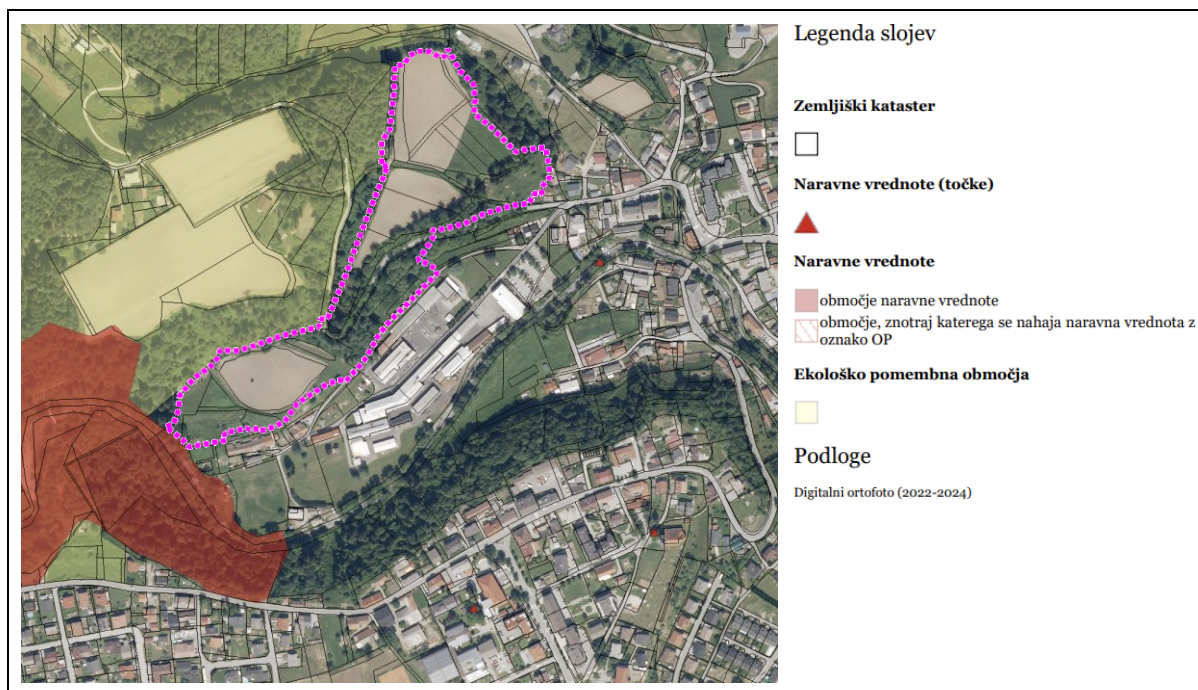 Legenda slojev
Zemljiški kataster
Naravne vrednote (točke)
Naravne vrednote
območje naravne vrednote
območje, znotraj katerega se nahaja naravna vrednota z
oznako OP
Ekološko pomembna območja
Podloge
Digitalni ortofoto (2022-2024)